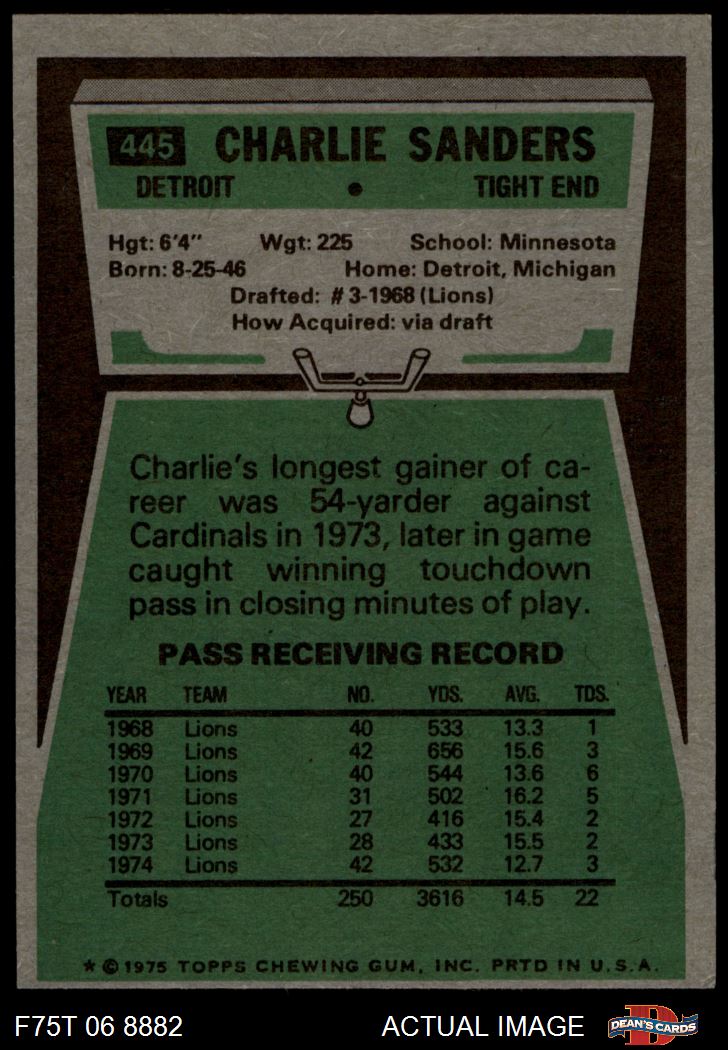 445 CHARLIE SANDERS
DETROIT • TIGHT END
Hgt: 6'4" Wgt: 225 School: Minnesota
Born: 8-25-46 Home: Detroit, Michigan
Drafted: #3-1968 (Lions)
How Acquired: via draft
Charlie's longest gainer of ca-
reer was 54-yarder against
Cardinals in 1973, later in game
caught winning touchdown
pass in closing minutes of play.
PASS RECEIVING RECORD
YEAR TEAM NO. YDS. AVG. TDS.
1968 Lions 40 533 13.3 1
1969 Lions 42 656 15.6 3
1970 Lions 40 544 13.6 6
1971 Lions 31 502 16.2 5
1972 Lions 27 416 15.4 2
1973 Lions 28 433 15.5 2
1974 Lions 42 532 12.7 3
Totals 250 3616 14.5 22
* © 1975 TOPPS CHEWING GUM, INC. PRTD IN U.S.A.
F75T 06 8882 ACTUAL IMAGE D DEAN'S CARDS